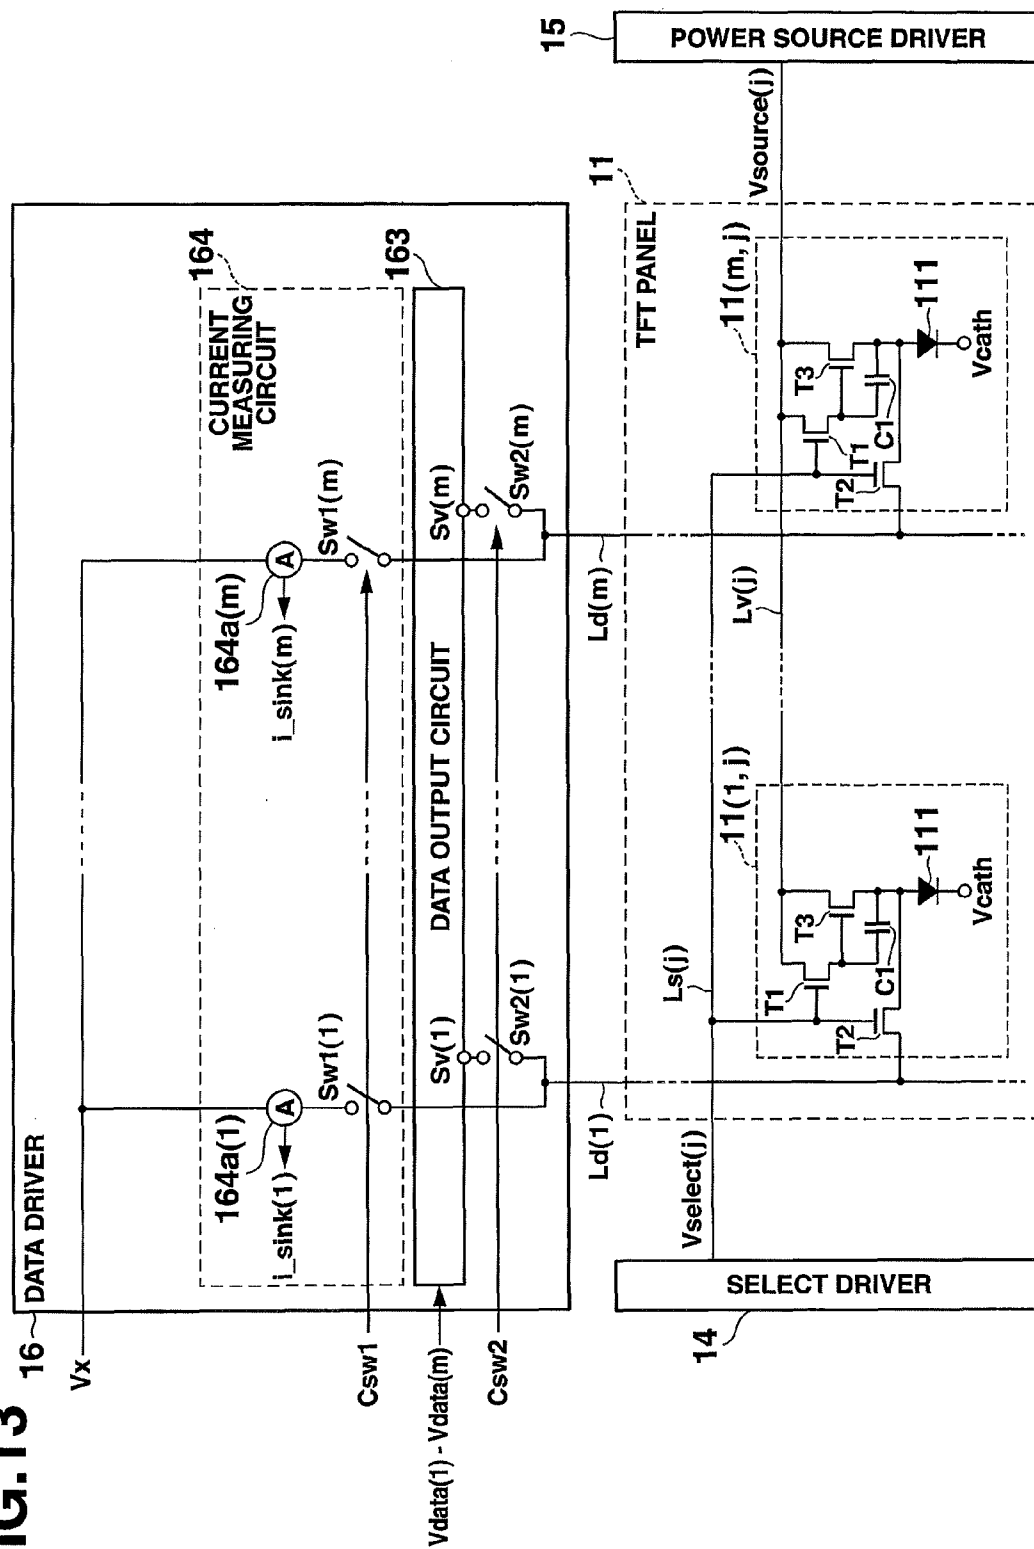 IG.13
16
DATA DRIVER
Vx
164
CURRENT
MEASURING
CIRCUIT
164a(1)
A
i_sink(1)
Sw1(1)
164a(m)
A
i_sink(m)
Sw1(m)
Csw1
163
DATA OUTPUT CIRCUIT
Vdata(1) - Vdata(m)
Sv(1)
Sw2(1)
Sv(m)
Sw2(m)
Csw2
Ld(1)
Ld(m)
11
TFT PANEL
14
SELECT DRIVER
Vselect(j)
Ls(j)
Lv(j)
Vsource(j)
15
POWER SOURCE DRIVER
11(1, j)
T1
T3
T2
C1
111
Vcath
11(m, j)
T1
T3
T2
C1
111
Vcath